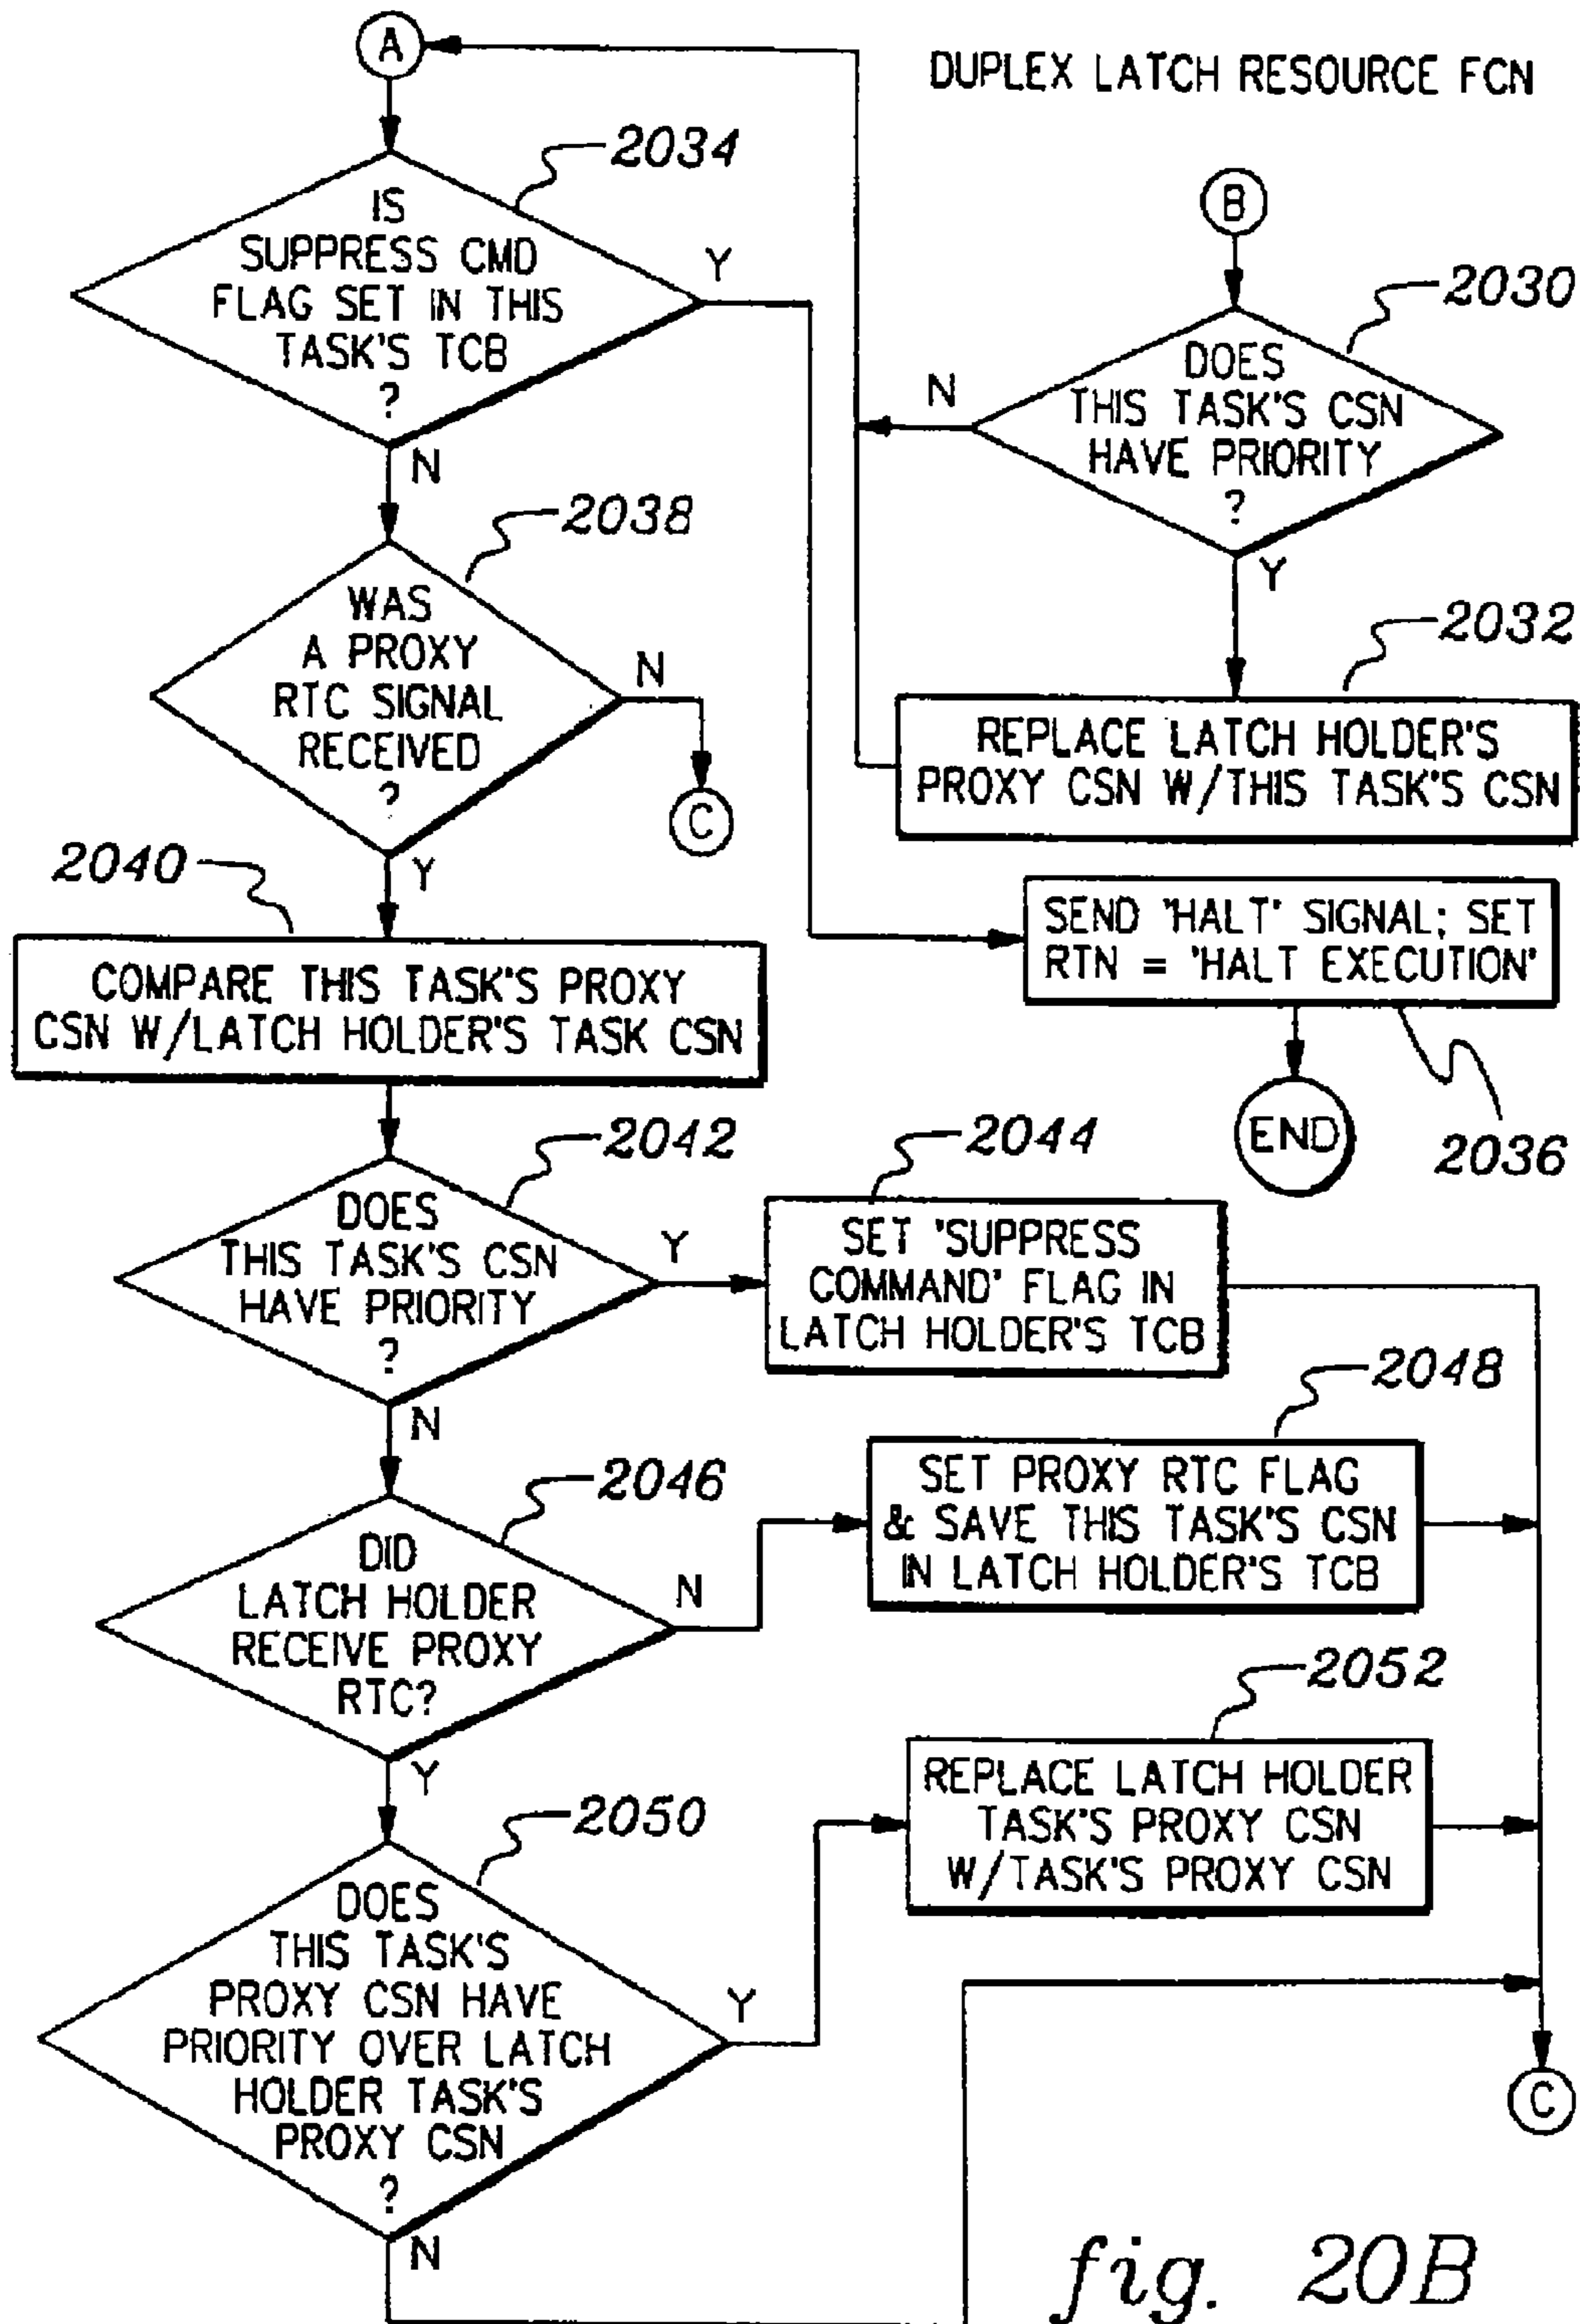 A
DUPLEX LATCH RESOURCE FCN
2034
IS
SUPPRESS CMD
FLAG SET IN THIS
TASK'S TCB
?
Y
N
B
2030
DOES
THIS TASK'S CSN
HAVE PRIORITY
?
N
Y
2038
WAS
A PROXY
RTC SIGNAL
RECEIVED
?
N
C
Y
2032
REPLACE LATCH HOLDER'S
PROXY CSN W/THIS TASK'S CSN
2040
COMPARE THIS TASK'S PROXY
CSN W/LATCH HOLDER'S TASK CSN
SEND 'HALT' SIGNAL; SET
RTN = 'HALT EXECUTION'
END
2036
2042
DOES
THIS TASK'S CSN
HAVE PRIORITY
?
Y
N
2044
SET 'SUPPRESS
COMMAND' FLAG IN
LATCH HOLDER'S TCB
2046
DID
LATCH HOLDER
RECEIVE PROXY
RTC?
N
Y
2048
SET PROXY RTC FLAG
& SAVE THIS TASK'S CSN
IN LATCH HOLDER'S TCB
2050
DOES
THIS TASK'S
PROXY CSN HAVE
PRIORITY OVER LATCH
HOLDER TASK'S
PROXY CSN
?
Y
N
2052
REPLACE LATCH HOLDER
TASK'S PROXY CSN
W/TASK'S PROXY CSN
C
fig. 20B